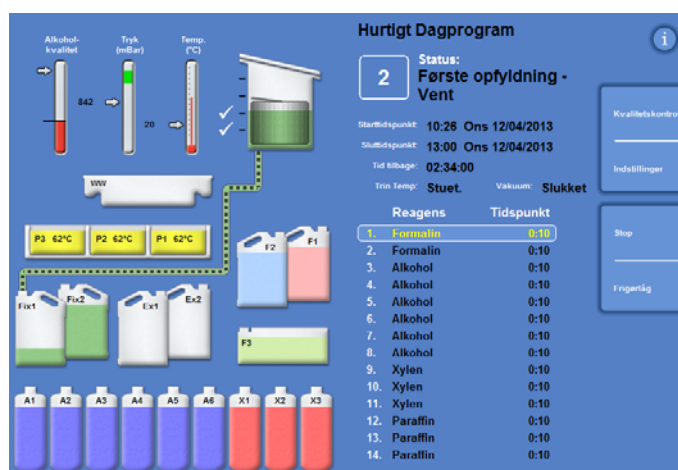 Alkohol-
kvalitet
Tryk
(mBar)
Temp.
(°C)
842
20
WW
P3 62°C
P2 62°C
P1 62°C
Fix1
Fix2
Ex1
Ex2
F2
F1
F3
A1
A2
A3
A4
A5
A6
X1
X2
X3
Hurtigt Dagprogram
i
2
Status:
Første opfyldning -
Vent
Starttidspunkt: 10:26 Ons 12/04/2013
Sluttidspunkt: 13:00 Ons 12/04/2013
Tid tilbage: 02:34:00
Trin Temp: Stuet. Vakuum: Slukket
Reagens Tidspunkt
1. Formalin 0:10
2. Formalin 0:10
3. Alkohol 0:10
4. Alkohol 0:10
5. Alkohol 0:10
6. Alkohol 0:10
7. Alkohol 0:10
8. Alkohol 0:10
9. Xylen 0:10
10. Xylen 0:10
11. Xylen 0:10
12. Paraffin 0:10
13. Paraffin 0:10
14. Paraffin 0:10
Kvalitetskontro
Indstillinger
Stop
Frigørlåg